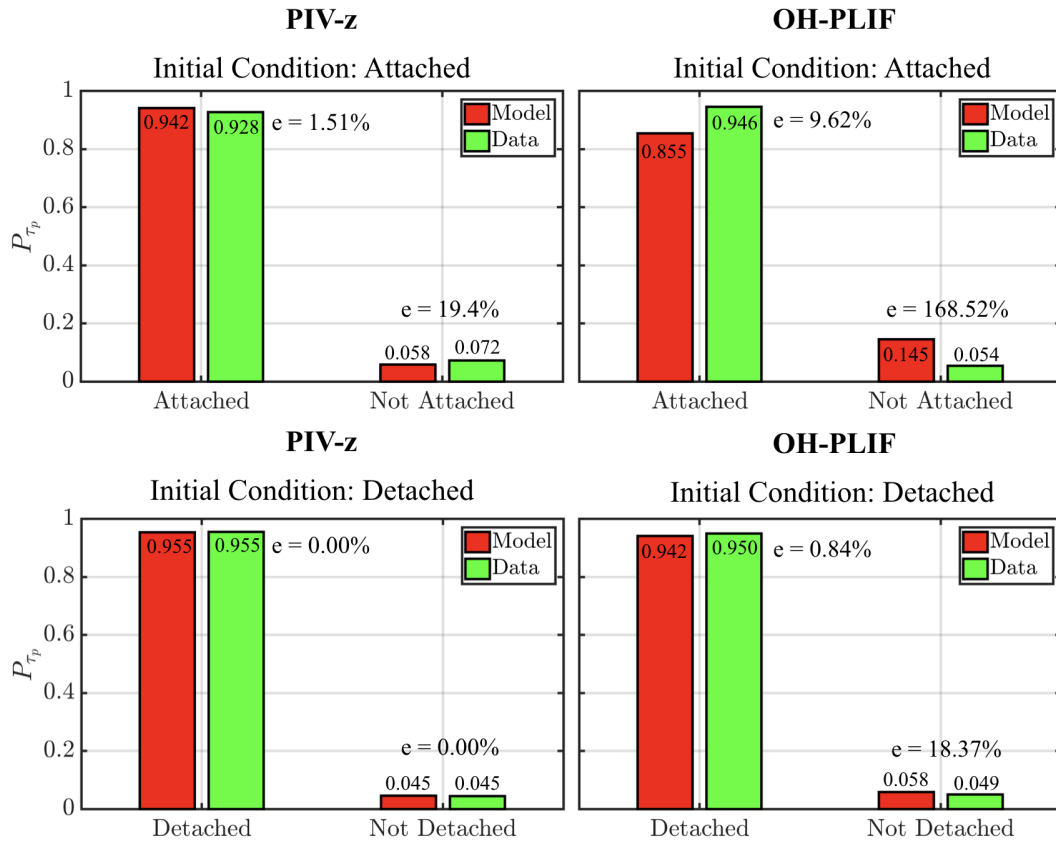 PIV-z
Initial Condition: Attached
1
0.8
0.6
0.4
0.2
0
P_{τ_p}
0.942
0.928
e = 1.51%
Model
Data
e = 19.4%
0.058
0.072
Attached
Not Attached
OH-PLIF
Initial Condition: Attached
0.855
0.946
e = 9.62%
Model
Data
e = 168.52%
0.145
0.054
Attached
Not Attached
PIV-z
Initial Condition: Detached
1
0.8
0.6
0.4
0.2
0
P_{τ_p}
0.955
0.955
e = 0.00%
Model
Data
e = 0.00%
0.045
0.045
Detached
Not Detached
OH-PLIF
Initial Condition: Detached
0.942
0.950
e = 0.84%
Model
Data
e = 18.37%
0.058
0.049
Detached
Not Detached